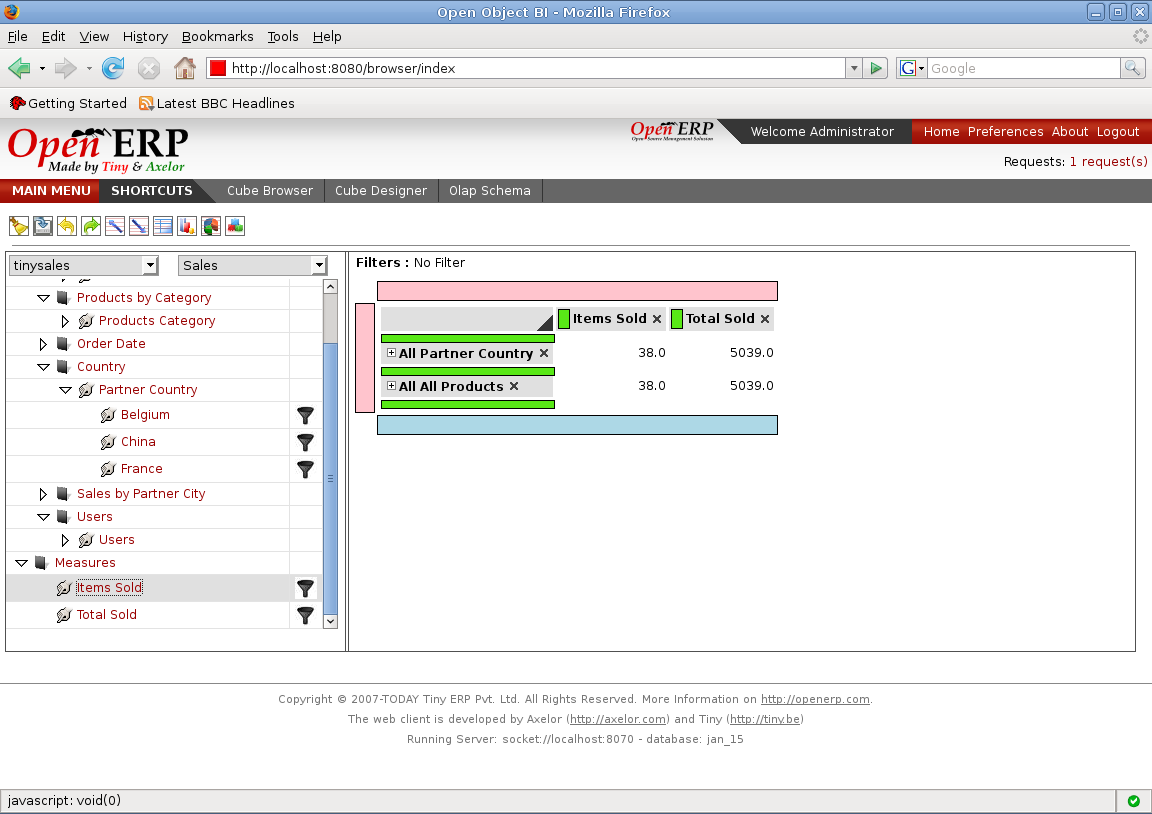 Open Object BI - Mozilla Firefox
File Edit View History Bookmarks Tools Help
http://localhost:8080/browser/index
G Google
Getting Started Latest BBC Headlines
Open ERP
Made by Tiny & Axelor
Open ERP
Open Source Management Solution
Welcome Administrator
Home Preferences About Logout
Requests: 1 request(s)
MAIN MENU SHORTCUTS Cube Browser Cube Designer Olap Schema
tinysales Sales
Products by Category
Products Category
Order Date
Country
Partner Country
Belgium
China
France
Sales by Partner City
Users
Users
Measures
Items Sold
Total Sold
Filters : No Filter
Items Sold Total Sold
All Partner Country 38.0 5039.0
All All Products 38.0 5039.0
Copyright © 2007-TODAY Tiny ERP Pvt. Ltd. All Rights Reserved. More Information on http://openerp.com.
The web client is developed by Axelor (http://axelor.com) and Tiny (http://tiny.be)
Running Server: socket://localhost:8070 - database: jan_15
javascript: void(0)